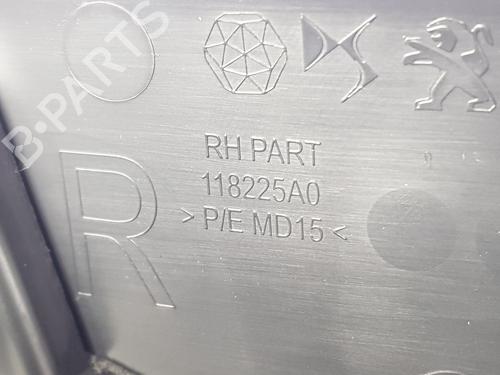 B-PARTS
RH PART
118225A0
> P/E MD15 <
R